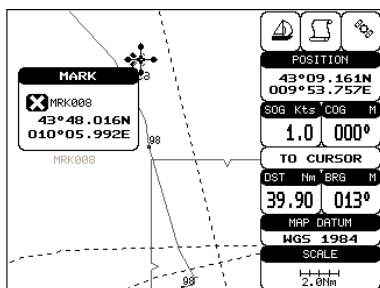 MARK
MRK008
43°48.016N
010°05.992E
MRK008
3
98
98
POSITION
43°09.161N
009°53.757E
SOG Kts COG M
1.0 000°
TO CURSOR
DST Nm BRG M
39.90 013°
MAP DATUM
WGS 1984
SCALE
2.0Nm